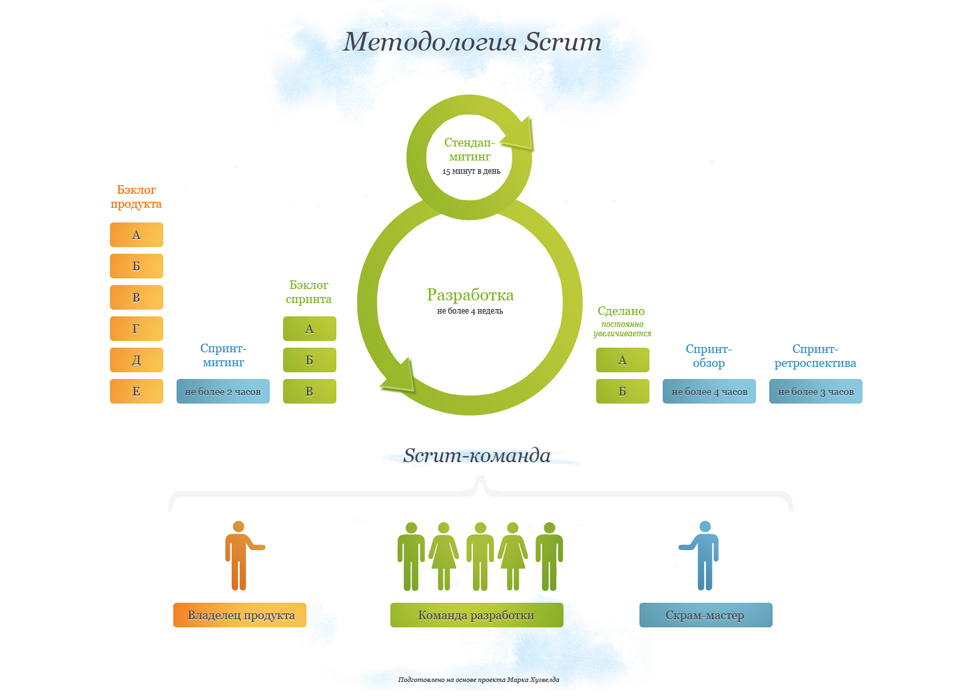 Методология Scrum
Стендап-
митинг
15 минут в день
Бэклог
продукта
А
Б
В
Г
Д
Е
Спринт-
митинг
не более 2 часов
Бэклог
спринта
А
Б
В
Разработка
не более 4 недель
Сделано
постоянно
увеличивается
А
Б
Спринт-
обзор
не более 4 часов
Спринт-
ретроспектива
не более 3 часов
Scrum-команда
Владелец продукта
Команда разработки
Скрам-мастер
Подготовлено на основе проекта Марка Хугвелда